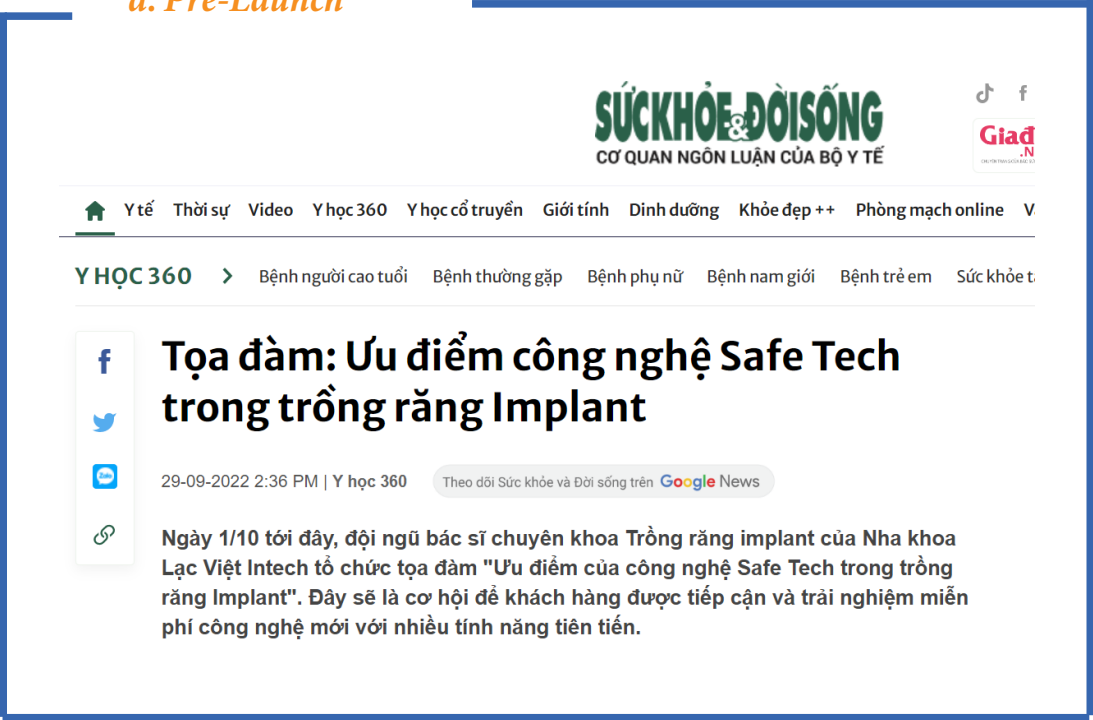 a. Pre-Launch
SỨC KHỎE & ĐỜI SỐNG
CƠ QUAN NGÔN LUẬN CỦA BỘ Y TẾ
Giađ
.N
Y tế Thời sự Video Y học 360 Y học cổ truyền Giới tính Dinh dưỡng Khỏe đẹp ++ Phòng mạch online V
Y HỌC 360 > Bệnh người cao tuổi Bệnh thường gặp Bệnh phụ nữ Bệnh nam giới Bệnh trẻ em Sức khỏe t
Tọa đàm: Ưu điểm công nghệ Safe Tech
trong trồng răng Implant
29-09-2022 2:36 PM | Y học 360 Theo dõi Sức khỏe và Đời sống trên Google News
Ngày 1/10 tới đây, đội ngũ bác sĩ chuyên khoa Trồng răng implant của Nha khoa
Lạc Việt Intech tổ chức tọa đàm "Ưu điểm của công nghệ Safe Tech trong trồng
răng Implant". Đây sẽ là cơ hội để khách hàng được tiếp cận và trải nghiệm miễn
phí công nghệ mới với nhiều tính năng tiên tiến.